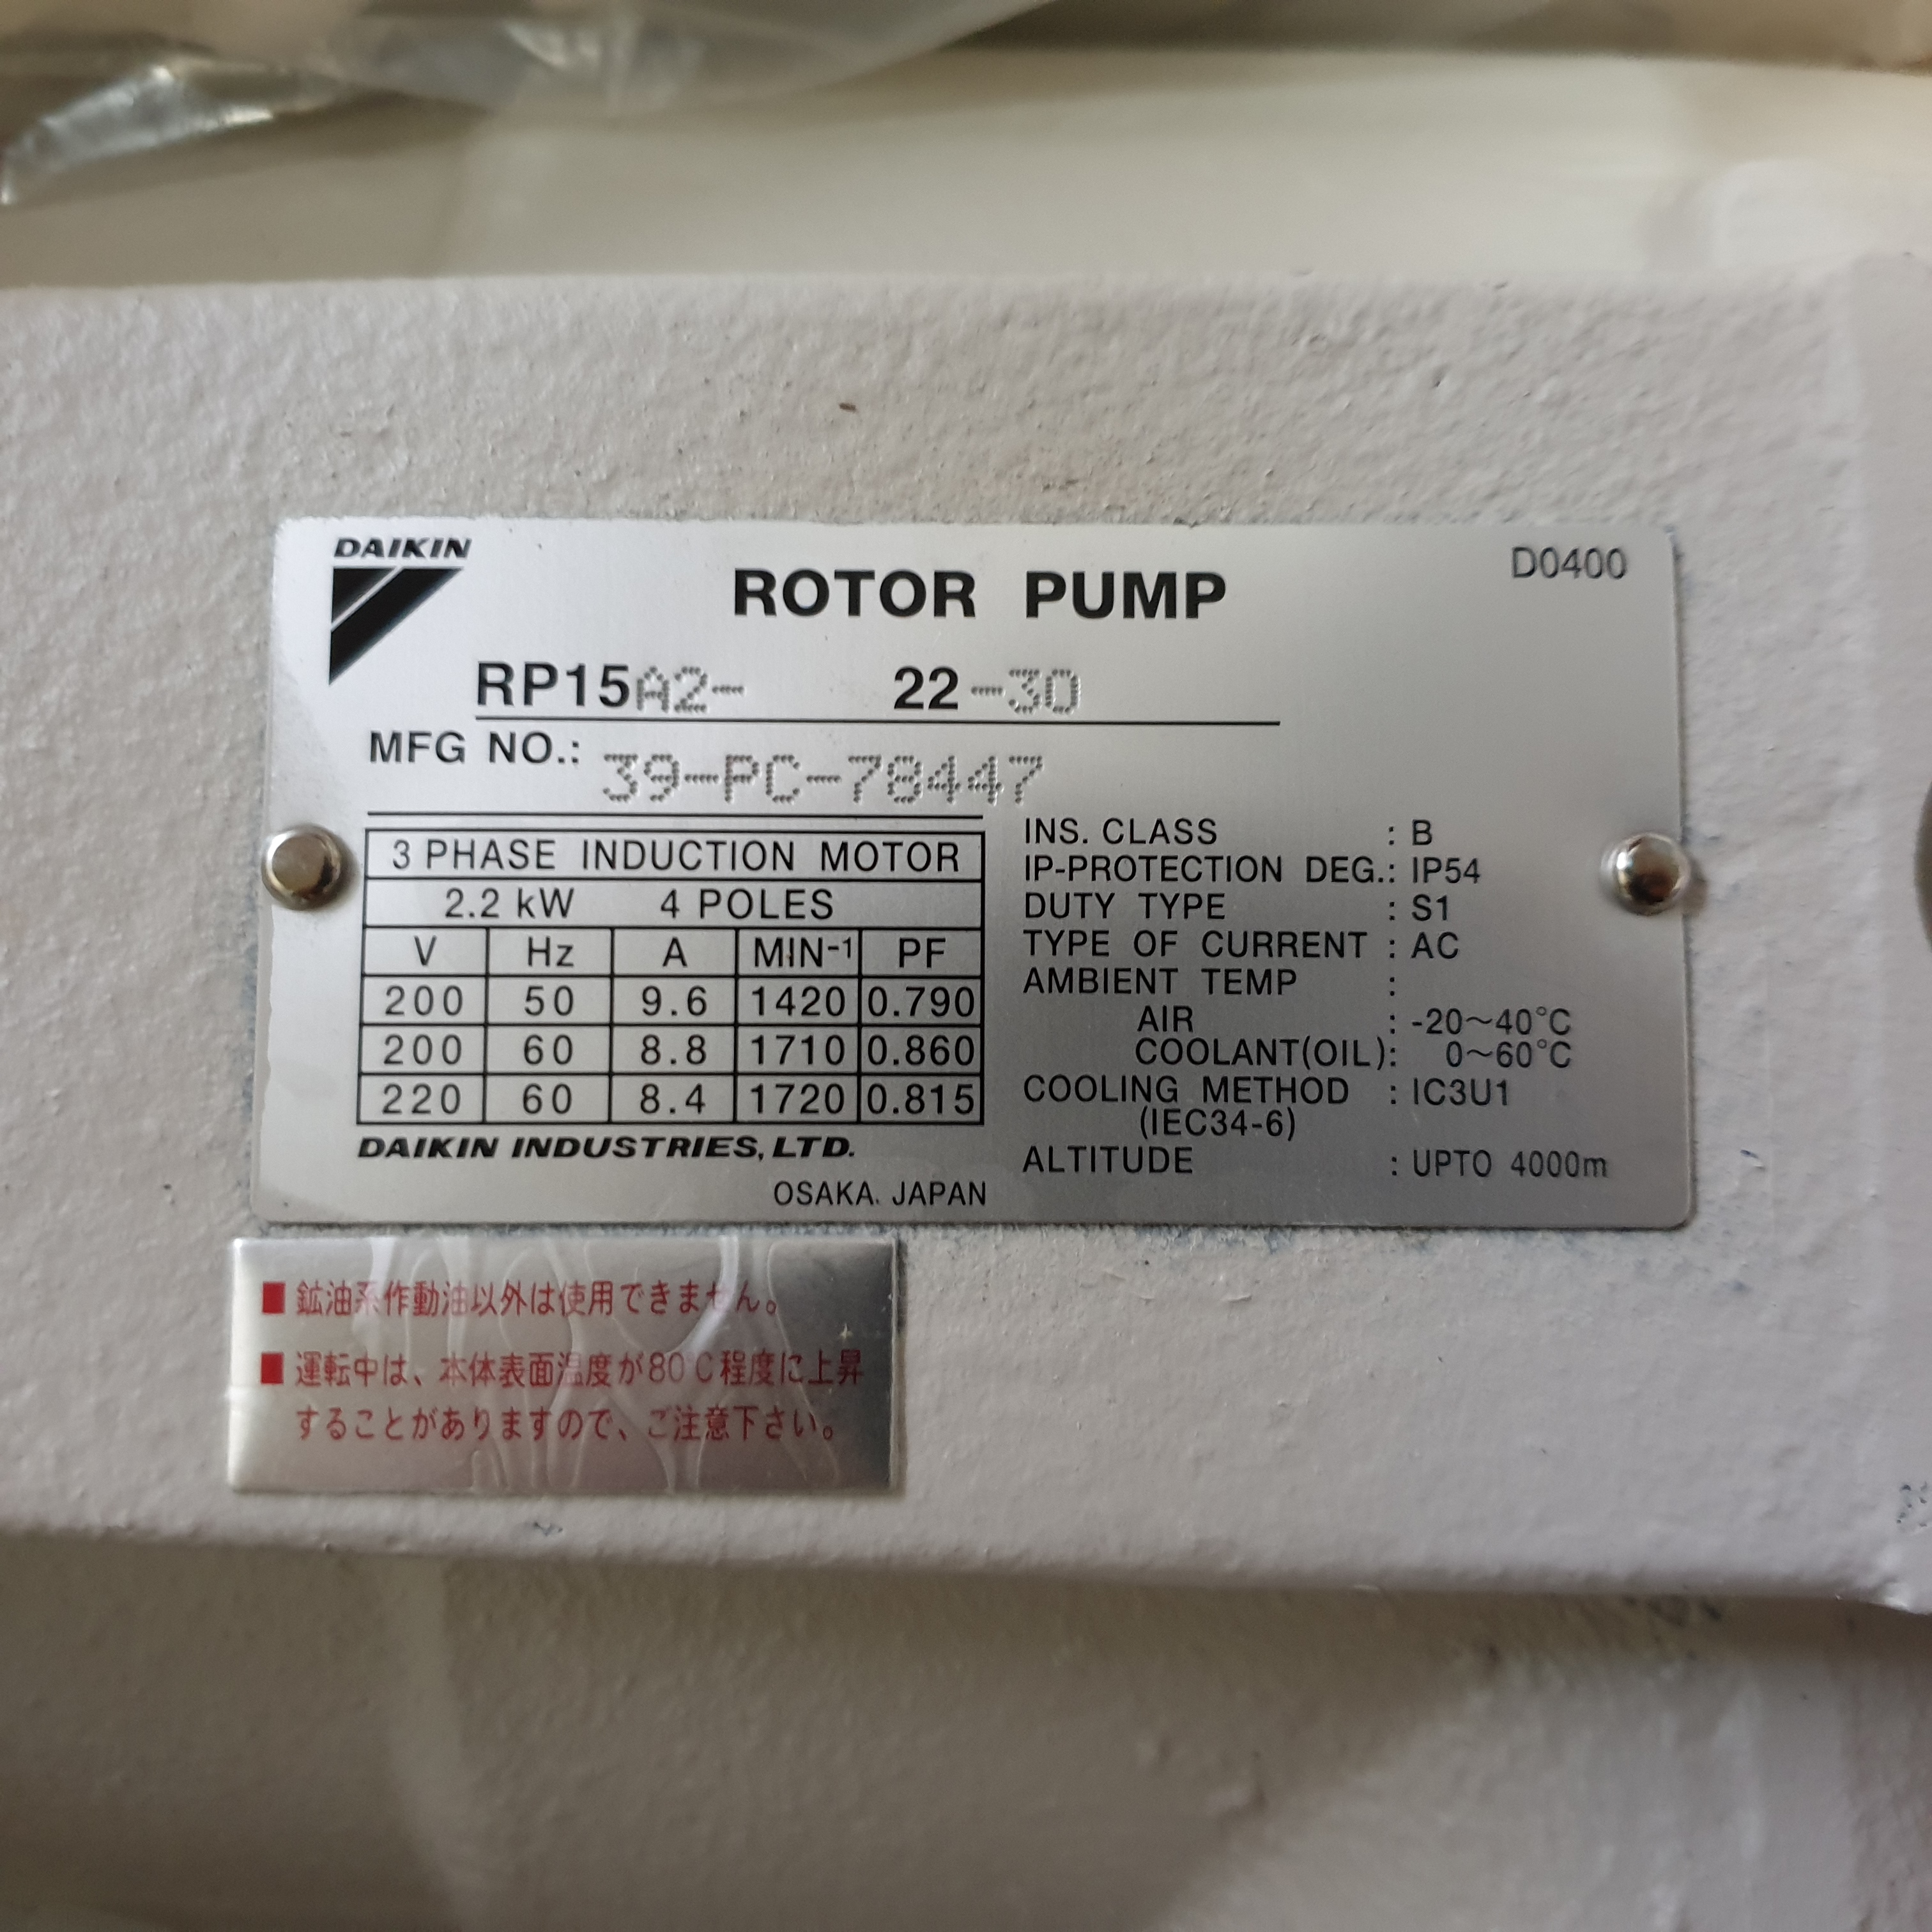 DAIKIN
D0400
ROTOR PUMP
RP15A2- 22-30
MFG NO.: 39-PC-78447
3 PHASE INDUCTION MOTOR
2.2 kW 4 POLES
V Hz A MIN-1 PF
200 50 9.6 1420 0.790
200 60 8.8 1710 0.860
220 60 8.4 1720 0.815
DAIKIN INDUSTRIES, LTD.
OSAKA. JAPAN
INS. CLASS : B
IP-PROTECTION DEG.: IP54
DUTY TYPE : S1
TYPE OF CURRENT : AC
AMBIENT TEMP :
AIR : -20~40°C
COOLANT(OIL): 0~60°C
COOLING METHOD : IC3U1
(IEC34-6)
ALTITUDE : UPTO 4000m
■ 鉱油系作動油以外は使用できません。
■ 運転中は、本体表面温度が80℃程度に上昇
することがありますので、ご注意下さい。